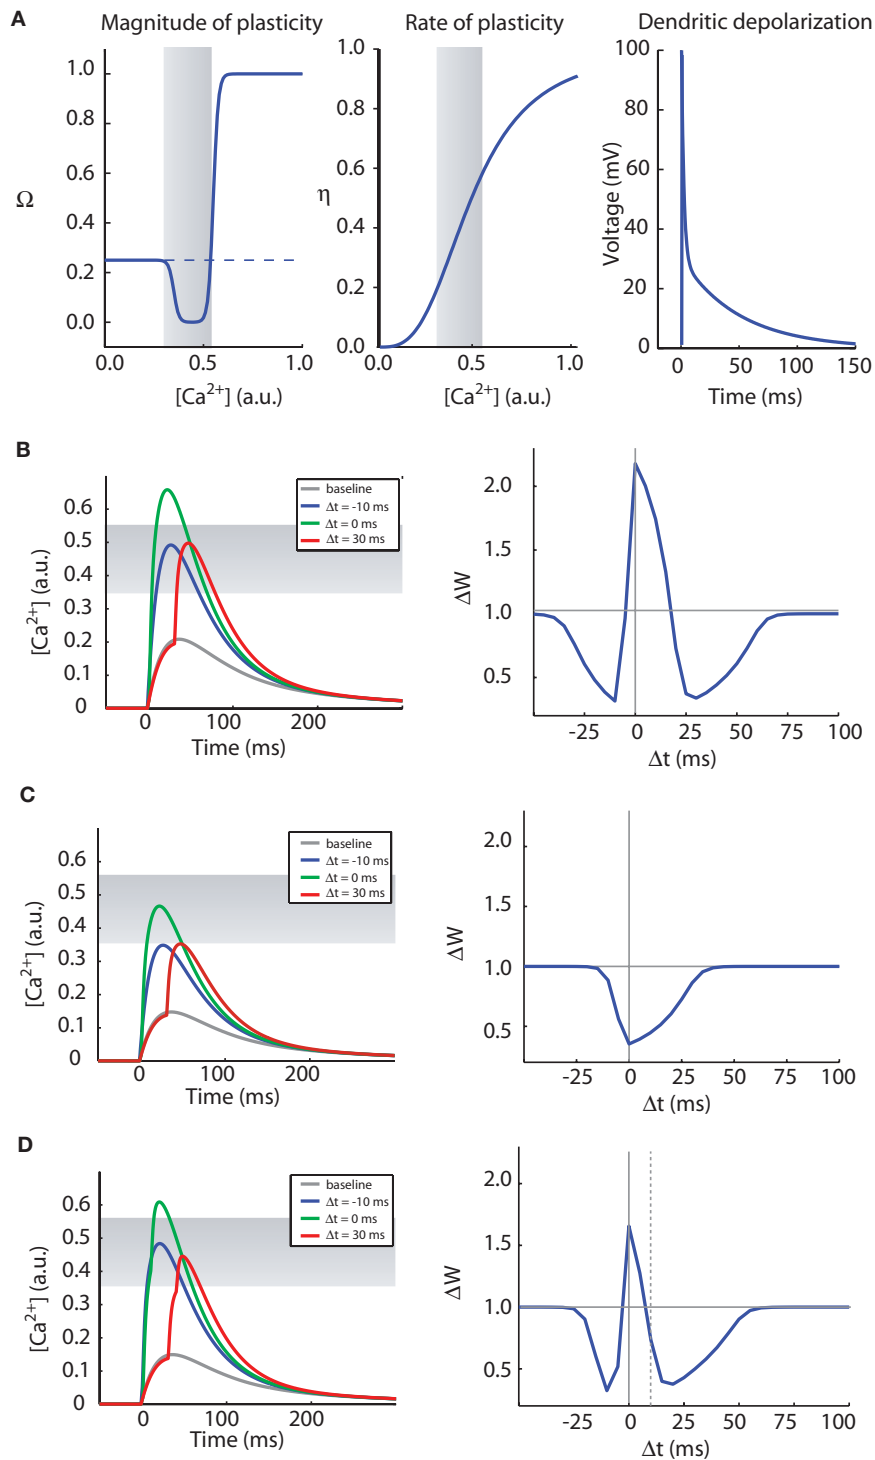 A
Magnitude of plasticity
Rate of plasticity
Dendritic depolarization
1.0
0.8
0.6
0.4
0.2
0.0
Ω
0.0
0.5
1.0
[Ca2+] (a.u.)
1.0
0.8
0.6
0.4
0.2
0.0
η
0.0
0.5
1.0
[Ca2+] (a.u.)
100
80
60
40
20
0
Voltage (mV)
0
50
100
150
Time (ms)
B
0.6
0.5
0.4
0.3
0.2
0.1
0
[Ca2+] (a.u.)
baseline
Δt = -10 ms
Δt = 0 ms
Δt = 30 ms
0
100
200
Time (ms)
2.0
1.5
1.0
0.5
ΔW
-25
0
25
50
75
100
Δt (ms)
C
0.6
0.5
0.4
0.3
0.2
0.1
0
[Ca2+] (a.u.)
baseline
Δt = -10 ms
Δt = 0 ms
Δt = 30 ms
0
100
200
Time (ms)
2.0
1.5
1.0
0.5
ΔW
-25
0
25
50
75
100
Δt (ms)
D
0.6
0.5
0.4
0.3
0.2
0.1
0
[Ca2+] (a.u.)
baseline
Δt = -10 ms
Δt = 0 ms
Δt = 30 ms
0
100
200
Time (ms)
2.0
1.5
1.0
0.5
ΔW
-25
0
25
50
75
100
Δt (ms)